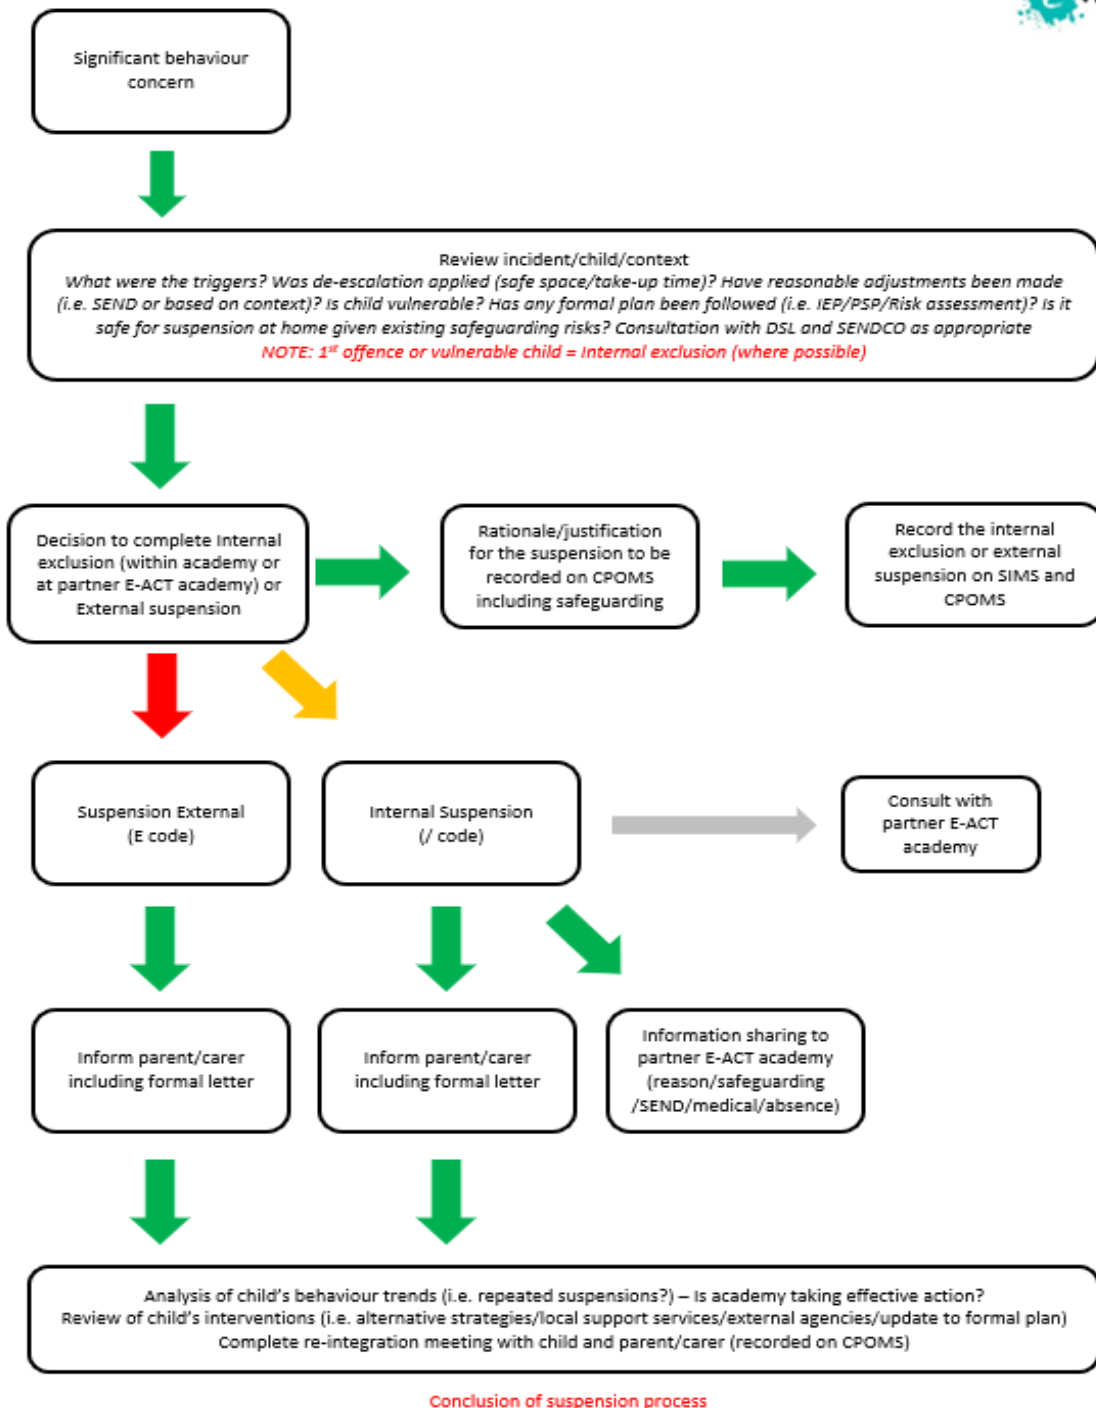 Significant behaviour
concern
Review incident/child/context
What were the triggers? Was de-escalation applied (safe space/take-up time)? Have reasonable adjustments been made
(i.e. SEND or based on context)? Is child vulnerable? Has any formal plan been followed (i.e. IEP/PSP/Risk assessment)? Is it
safe for suspension at home given existing safeguarding risks? Consultation with DSL and SENDCO as appropriate
NOTE: 1st offence or vulnerable child = Internal exclusion (where possible)
Decision to complete Internal
exclusion (within academy or
at partner E-ACT academy) or
External suspension
Rationale/justification
for the suspension to be
recorded on CPOMS
including safeguarding
Record the internal
exclusion or external
suspension on SIMS and
CPOMS
Suspension External
(E code)
Internal Suspension
(/ code)
Consult with
partner E-ACT
academy
Inform parent/carer
including formal letter
Inform parent/carer
including formal letter
Information sharing to
partner E-ACT academy
(reason/safeguarding
/SEND/medical/absence)
Analysis of child's behaviour trends (i.e. repeated suspensions?) – Is academy taking effective action?
Review of child's interventions (i.e. alternative strategies/local support services/external agencies/update to formal plan)
Complete re-integration meeting with child and parent/carer (recorded on CPOMS)
Conclusion of suspension process